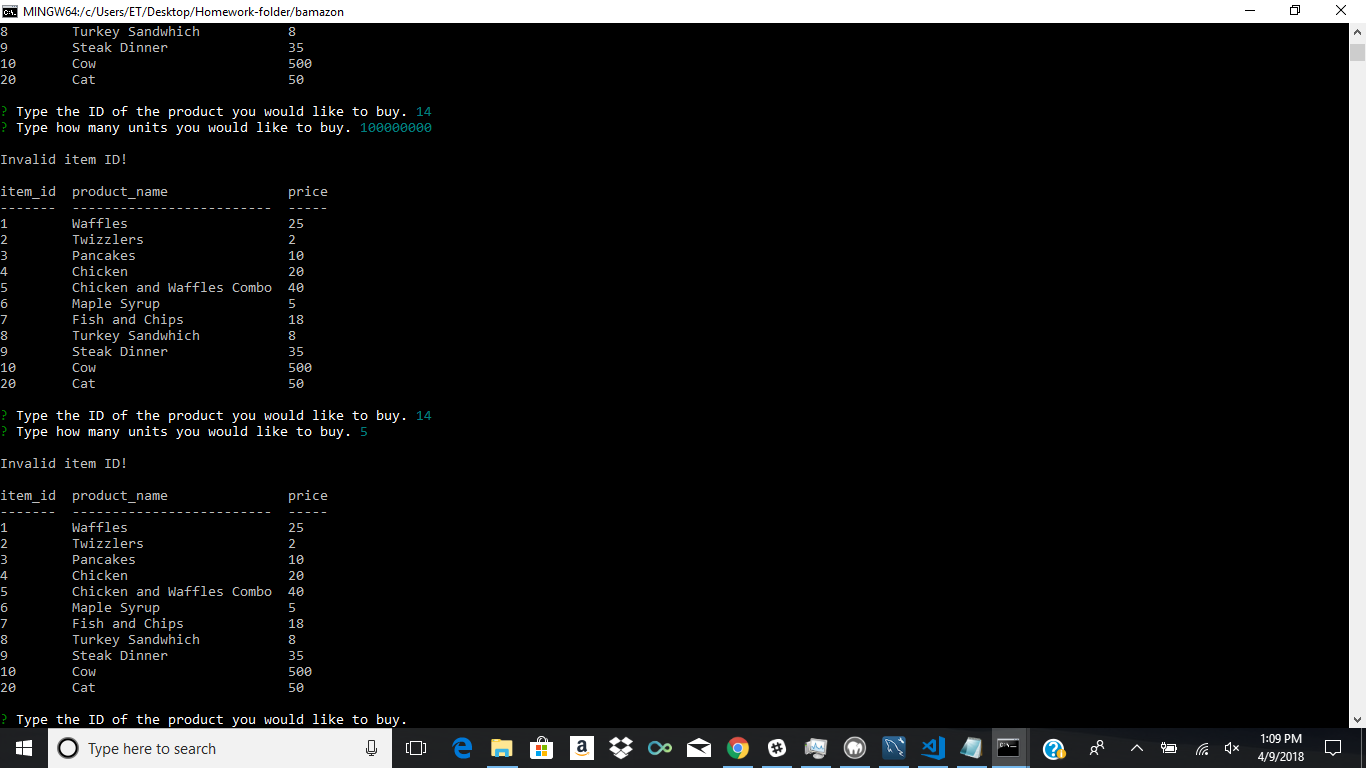 MINGW64:/c/Users/ET/Desktop/Homework-folder/bamazon
8 Turkey Sandwhich 8
9 Steak Dinner 35
10 Cow 500
20 Cat 50
? Type the ID of the product you would like to buy. 14
? Type how many units you would like to buy. 100000000
Invalid item ID!
item_id product_name price
------- ------------------------- -----
1 Waffles 25
2 Twizzlers 2
3 Pancakes 10
4 Chicken 20
5 Chicken and Waffles Combo 40
6 Maple Syrup 5
7 Fish and Chips 18
8 Turkey Sandwhich 8
9 Steak Dinner 35
10 Cow 500
20 Cat 50
? Type the ID of the product you would like to buy. 14
? Type how many units you would like to buy. 5
Invalid item ID!
item_id product_name price
------- ------------------------- -----
1 Waffles 25
2 Twizzlers 2
3 Pancakes 10
4 Chicken 20
5 Chicken and Waffles Combo 40
6 Maple Syrup 5
7 Fish and Chips 18
8 Turkey Sandwhich 8
9 Steak Dinner 35
10 Cow 500
20 Cat 50
? Type the ID of the product you would like to buy.
Type here to search
1:09 PM
4/9/2018